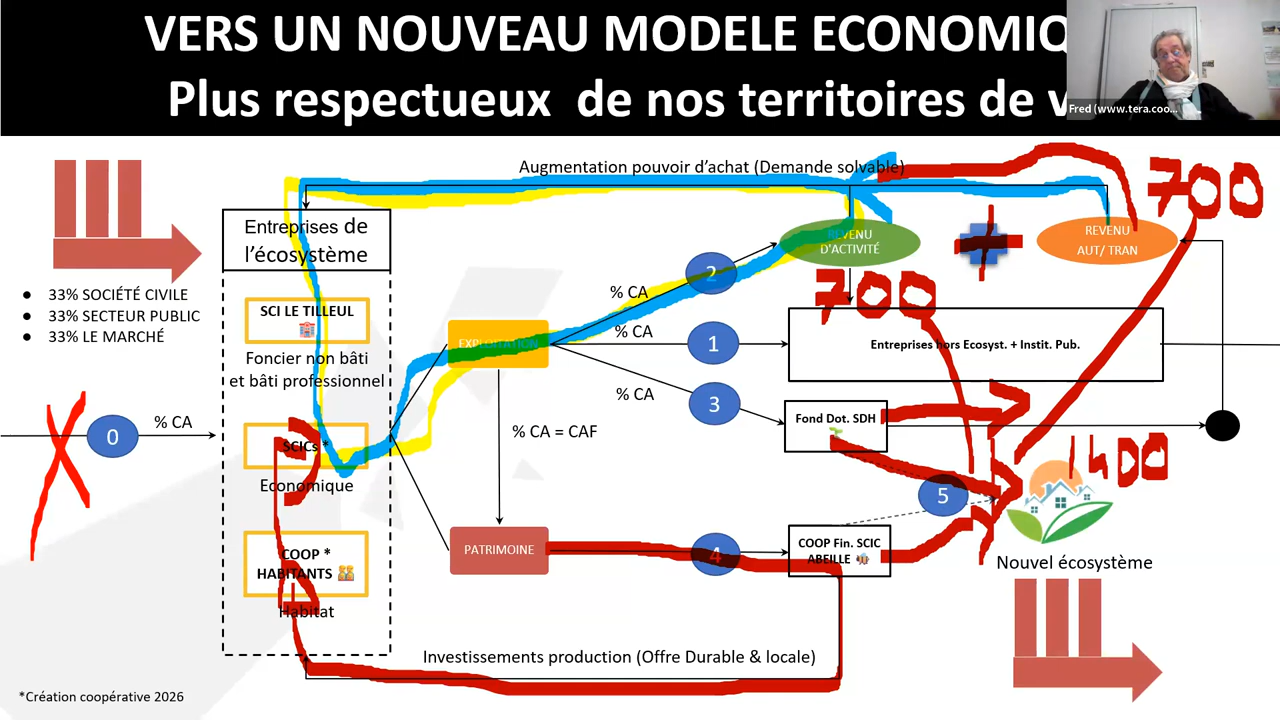 VERS UN NOUVEAU MODELE ECONOMIQ
Plus respectueux de nos territoires de v
Fred (www.tera.coo...
Augmentation pouvoir d'achat (Demande solvable)
700
Entreprises de
l'écosystème
REVENU
D'ACTIVITÉ
REVENU
AUT/ TRAN
33% SOCIÉTÉ CIVILE
33% SECTEUR PUBLIC
33% LE MARCHÉ
SCI LE TILLEUL
Foncier non bâti
et bâti professionnel
EXPLOITATION
2
% CA
700
% CA
1
Entreprises hors Ecosyst. + Instit. Pub.
% CA
3
Fond Dot. SDH
0
% CA
SCICs *
Economique
% CA = CAF
1400
5
COOP *
HABITANTS
Habitat
PATRIMOINE
4
COOP Fin. SCIC
ABEILLE
Nouvel écosystème
Investissements production (Offre Durable & locale)
*Création coopérative 2026